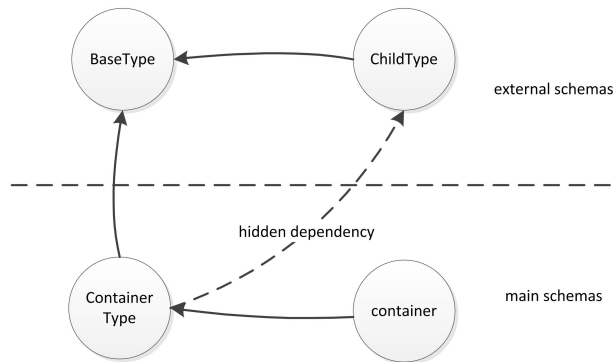 BaseType
ChildType
external schemas
hidden dependency
Container
Type
container
main schemas